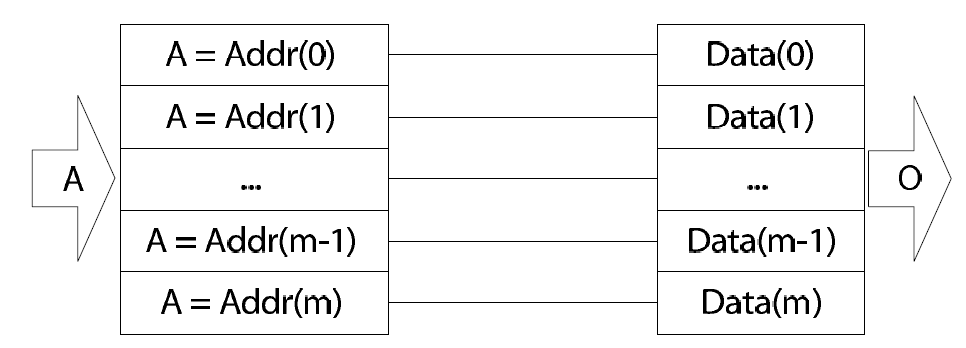 A = Addr(0) Data(0)
A = Addr(1) Data(1)
A ... ... O
A = Addr(m-1) Data(m-1)
A = Addr(m) Data(m)